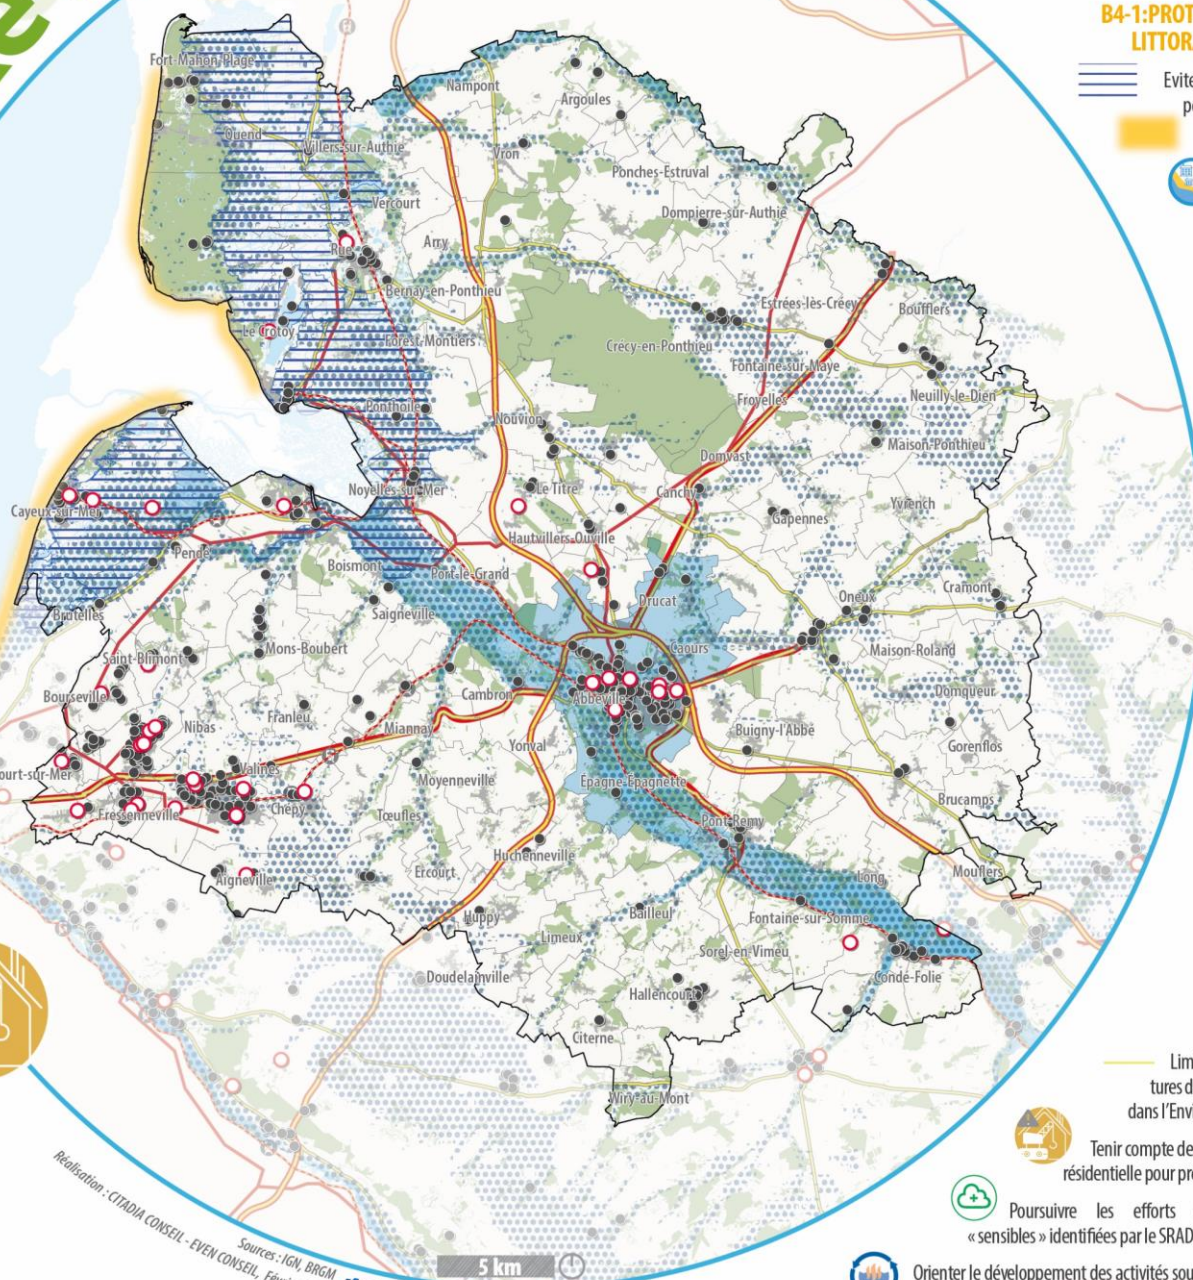 B4-1:PROT
LITTOR
Evite
Fort-Mahon-Plage
Nampont
Argoules
Quend
Villers-sur-Authie
Vron
Ponches-Estruval
Vercourt
Dompierre-sur-Authie
Rue
Arry
Bernay-en-Ponthieu
Estrées-lès-Crécy
Boufflers
Le Crotoy
Forest-Montiers
Crécy-en-Ponthieu
Fontaine-sur-Maye
Froyelles
Neuilly-le-Dien
Ponthoile
Nouvion
Maison-Ponthieu
Domvast
Noyelles-sur-Mer
Le Titre
Canchy
Yvrench
Cayeux-sur-Mer
Gapennes
Hautvillers-Ouville
Pendé
Boismont
Port-le-Grand
Cramont
Drucat
Oneux
Brutelles
Saigneville
Mons-Boubert
Caours
Maison-Roland
Saint-Blimont
Bourseville
Cambron
Abbeville
Domqueur
Nibas
Franleu
Miannay
Buigny-l'Abbé
Yonval
Gorenflos
ourt-sur-Mer
Valines
Moyenneville
Épagne-Épagnette
Brucamps
Fressenneville
Chépy
Tœufles
Pont-Remy
Huchenneville
Aigneville
Ercourt
Long
Mouflers
Huppy
Bailleul
Fontaine-sur-Somme
Limeux
Sorel-en-Vimeu
Doudelainville
Hallencourt
Condé-Folie
Citerne
Wiry-au-Mont
Lim
tures d
dans l'Envi
Tenir compte de
résidentielle pour pr
Poursuivre les efforts
« sensibles » identifiées par le SRAD
Orienter le développement des activités sou
Réalisation : CITADIA CONSEIL - EVEN CONSEIL, Févri
Sources : IGN, BRGM
5 km